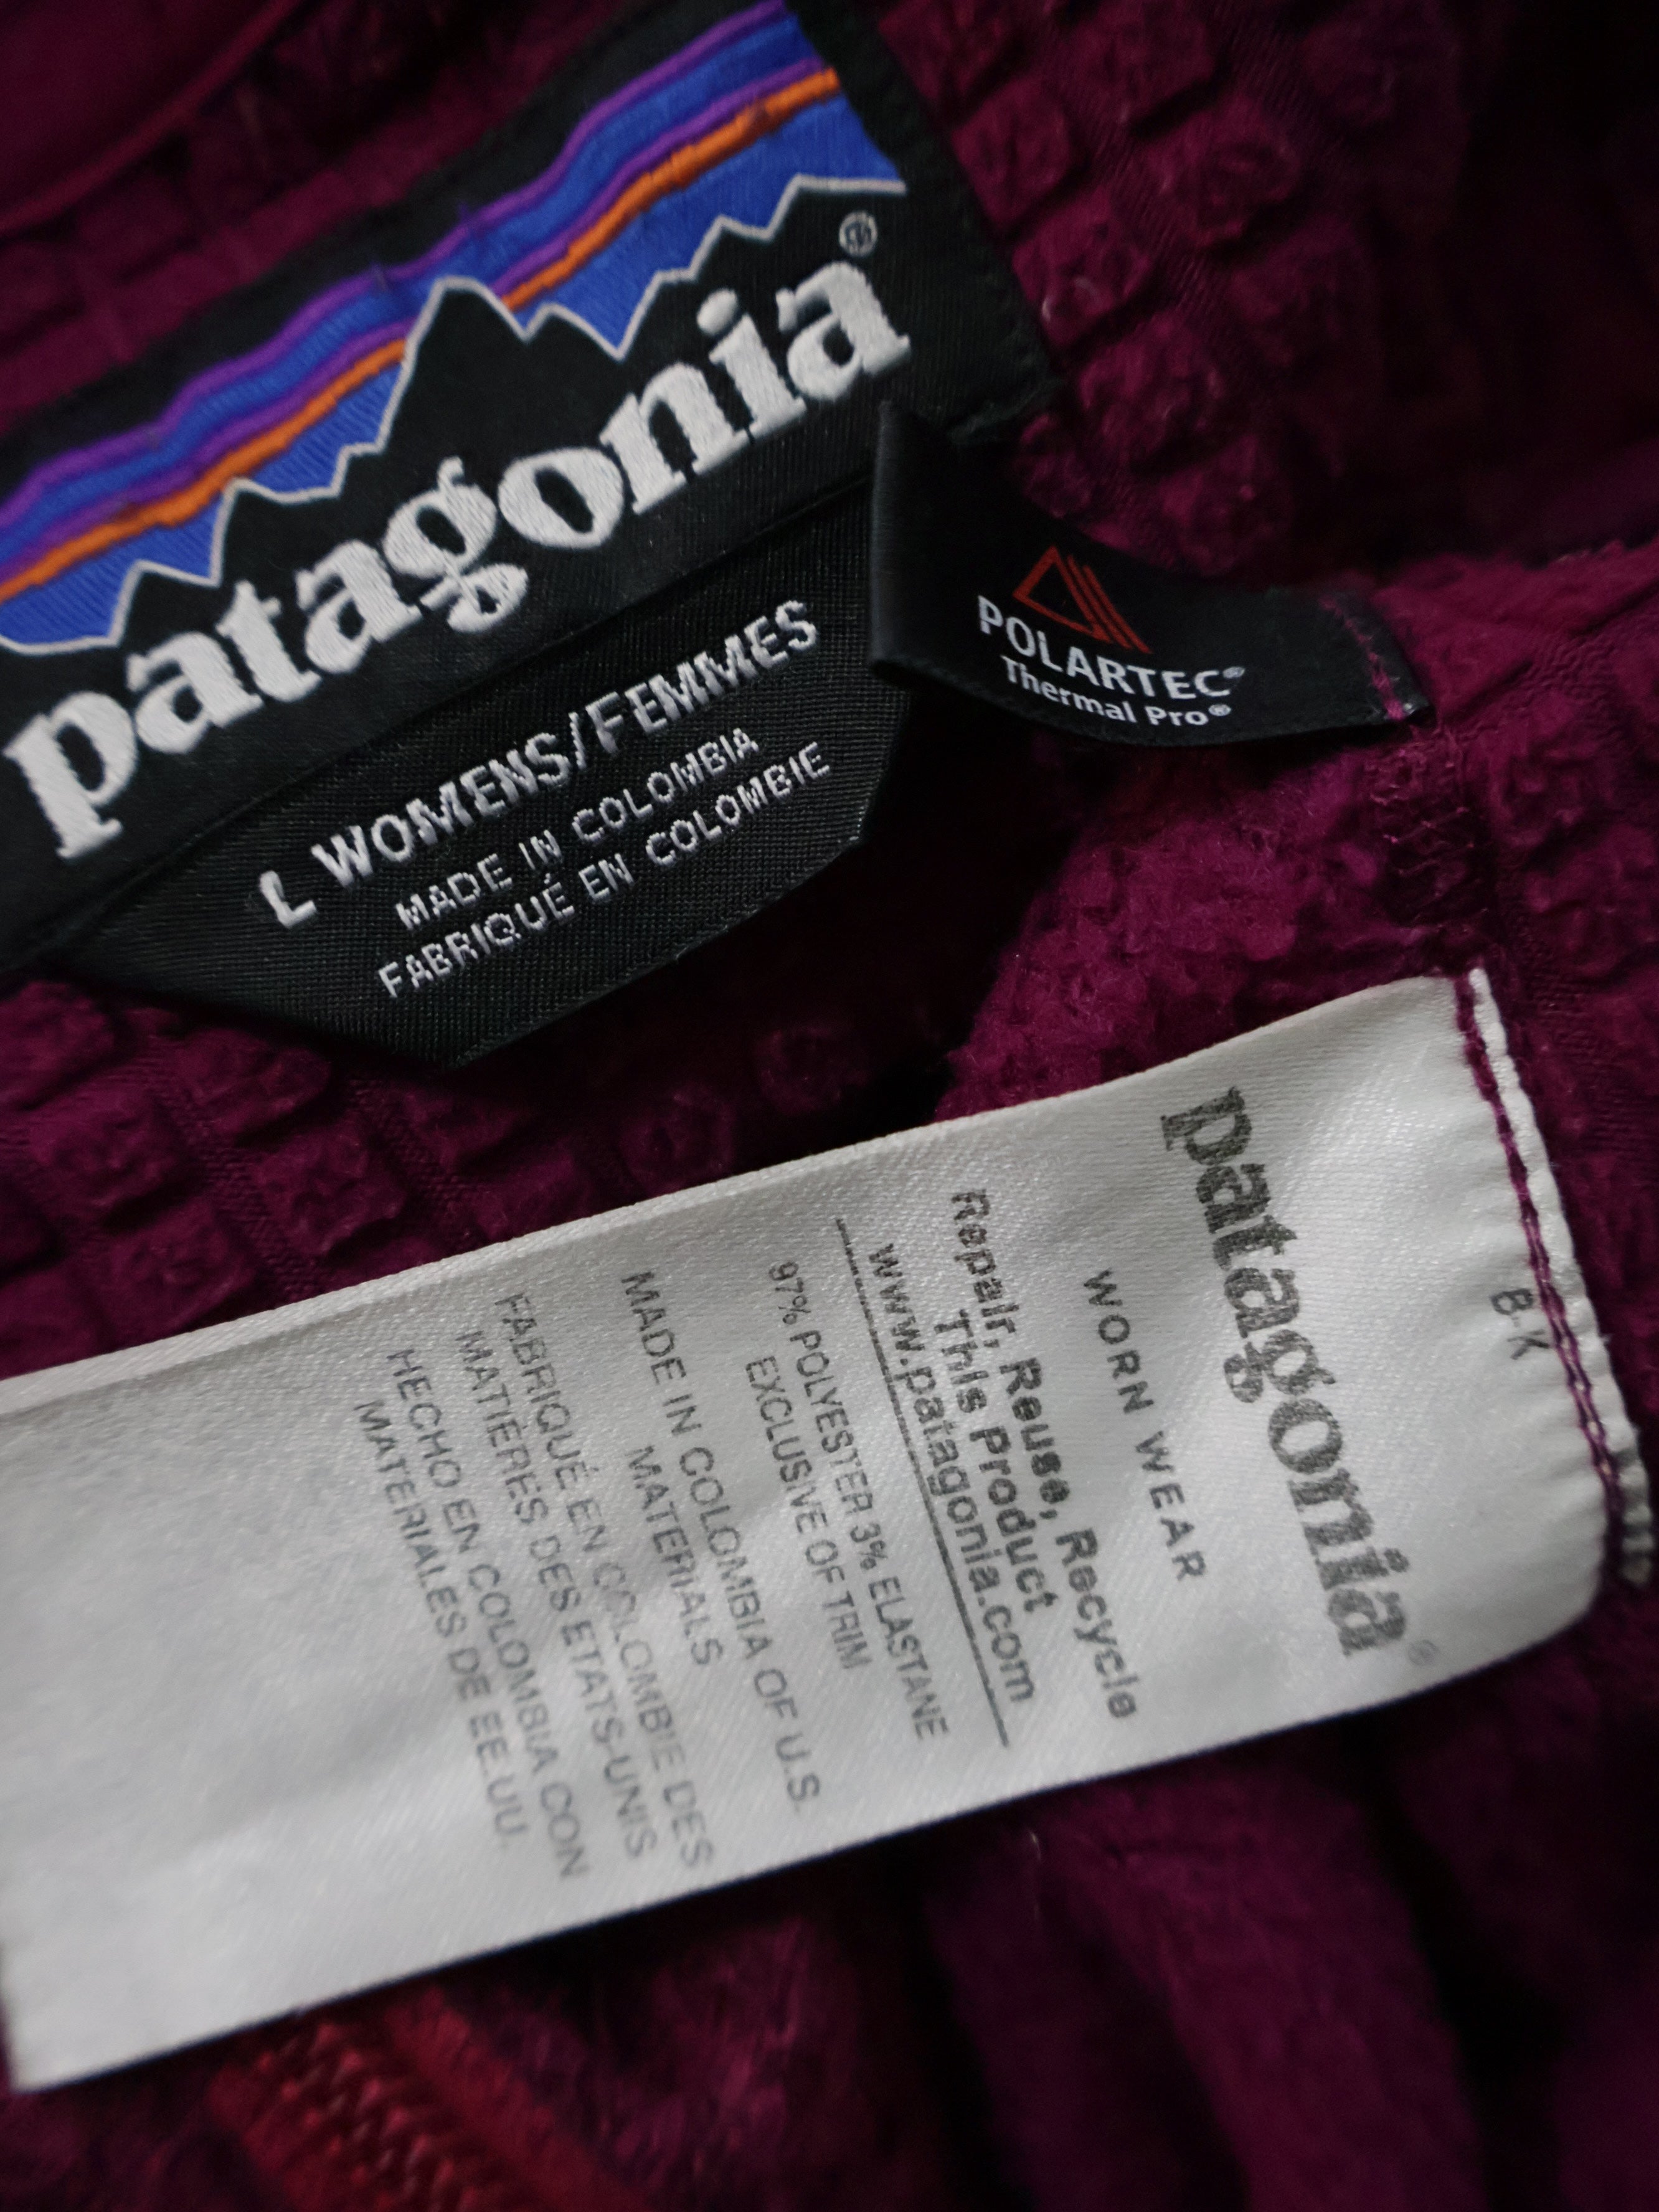 patagonia®
L WOMENS/FEMMES
MADE IN COLOMBIA
FABRIQUÉ EN COLOMBIE
POLARTEC®
Thermal Pro®
8-K
patagonia®
WORN WEAR
Repair, Reuse, Recycle
This Product
www.patagonia.com
97% POLYESTER 3% ELASTANE
EXCLUSIVE OF TRIM
MADE IN COLOMBIA OF U.S.
MATERIALS
FABRIQUÉ EN COLOMBIE DES
MATIÈRES DES ETATS-UNIS
HECHO EN COLOMBIA CON
MATERIALES DE EE.UU.